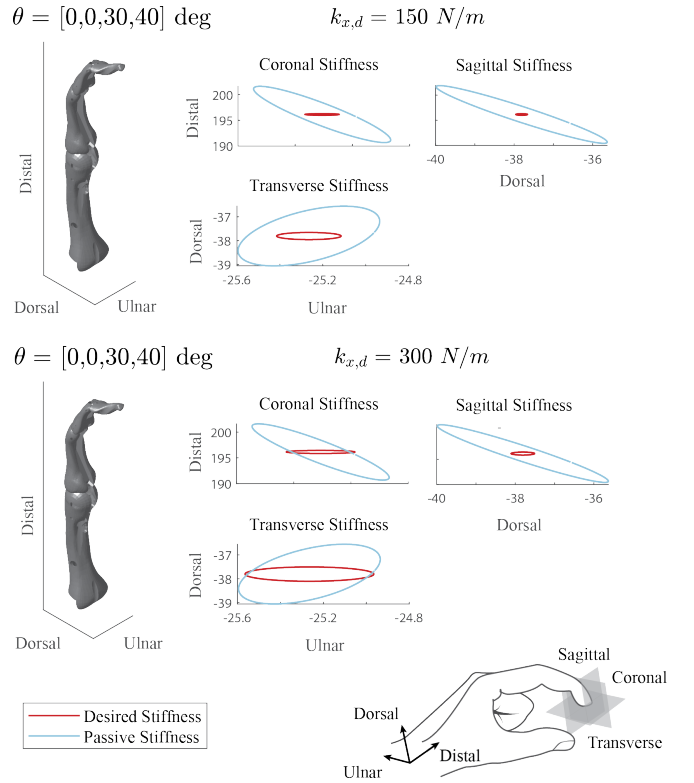 θ = [0,0,30,40] deg
k_{x,d} = 150 N/m
Coronal Stiffness
Sagittal Stiffness
Distal
200
195
190
-40
-38
-36
Dorsal
Transverse Stiffness
Dorsal
-37
-38
-39
-25.6
-25.2
-24.8
Ulnar
Distal
Dorsal
Ulnar
θ = [0,0,30,40] deg
k_{x,d} = 300 N/m
Coronal Stiffness
Sagittal Stiffness
Distal
200
195
190
-40
-38
-36
Dorsal
Transverse Stiffness
Dorsal
-37
-38
-39
-25.6
-25.2
-24.8
Ulnar
Distal
Dorsal
Ulnar
Desired Stiffness
Passive Stiffness
Sagittal
Coronal
Transverse
Dorsal
Distal
Ulnar